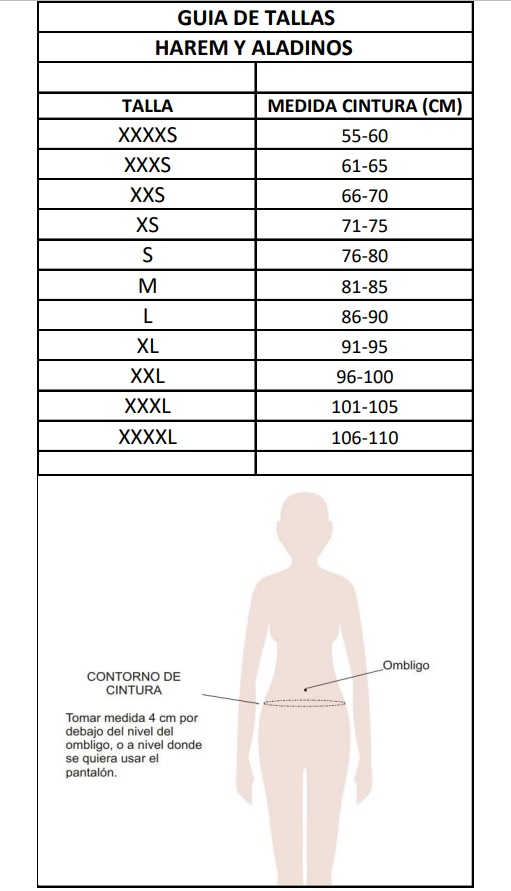 GUIA DE TALLAS
HAREM Y ALADINOS
TALLA MEDIDA CINTURA (CM)
XXXXS 55-60
XXXS 61-65
XXS 66-70
XS 71-75
S 76-80
M 81-85
L 86-90
XL 91-95
XXL 96-100
XXXL 101-105
XXXXL 106-110
Ombligo
CONTORNO DE
CINTURA
Tomar medida 4 cm por
debajo del nivel del
ombligo, o a nivel donde
se quiera usar el
pantalón.